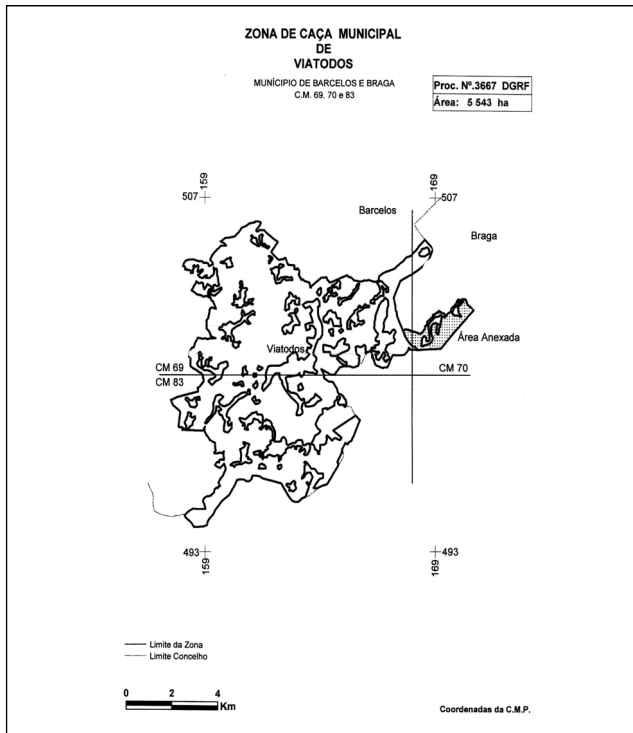 ZONA DE CAÇA MUNICIPAL
DE
VIATODOS
MUNÍCIPIO DE BARCELOS E BRAGA
C.M. 69, 70 e 83
Proc. Nº.3667 DGRF
Área: 5 543 ha
159
507
169
507
Barcelos
Braga
Área Anexada
Viatodos
CM 69
CM 70
CM 83
493
159
493
169
Limite da Zona
Limite Concelho
0 2 4
Km
Coordenadas da C.M.P.